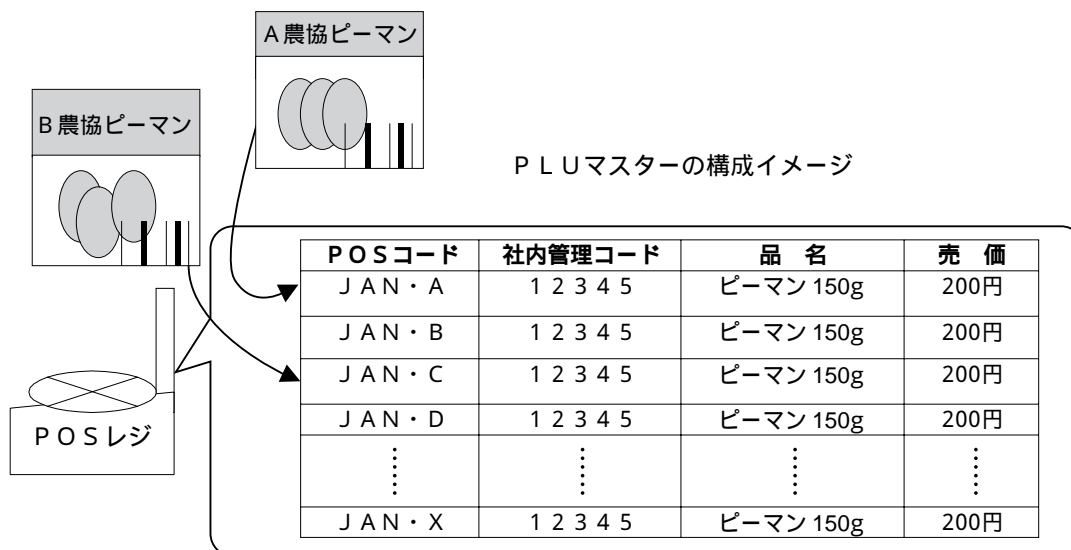 A農協ピーマン
B農協ピーマン
PLUマスターの構成イメージ
POSコード 社内管理コード 品 名 売 価
JAN・A 12345 ピーマン 150g 200円
JAN・B 12345 ピーマン 150g 200円
JAN・C 12345 ピーマン 150g 200円
JAN・D 12345 ピーマン 150g 200円
JAN・X 12345 ピーマン 150g 200円
POSレジ